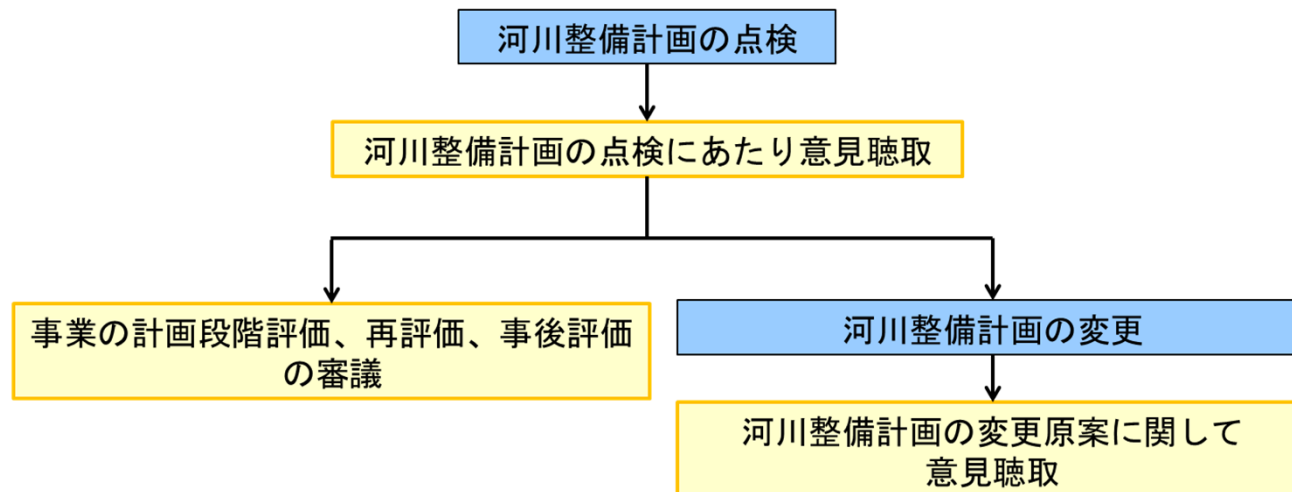 河川整備計画の点検
河川整備計画の点検にあたり意見聴取
事業の計画段階評価、再評価、事後評価
の審議
河川整備計画の変更
河川整備計画の変更原案に関して
意見聴取